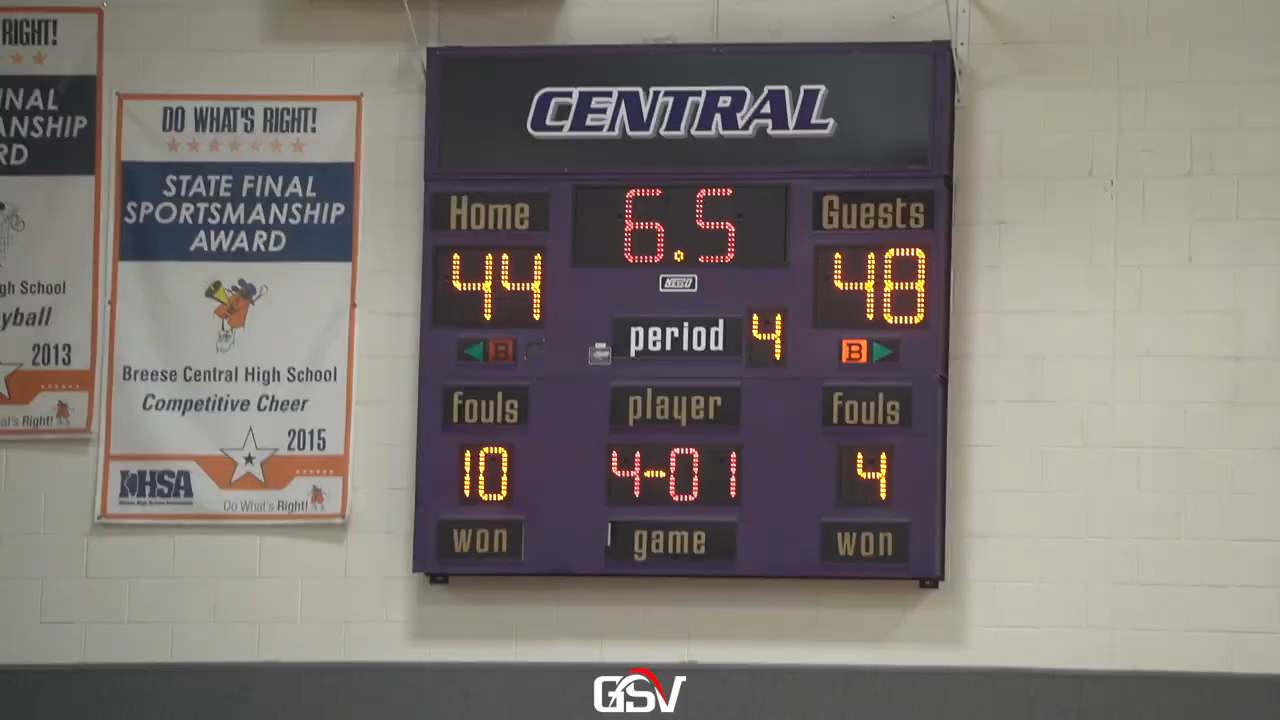 RIGHT!
NAL
ANSHIP
RD
gh School
yball
2013
at's Right!
DO WHAT'S RIGHT!
STATE FINAL
SPORTSMANSHIP
AWARD
Breese Central High School
Competitive Cheer
2015
IHSA
Do What's Right!
CENTRAL
Home
6.5
Guests
44
48
period
4
B
B
fouls
player
fouls
10
4-01
4
won
game
won
GSV